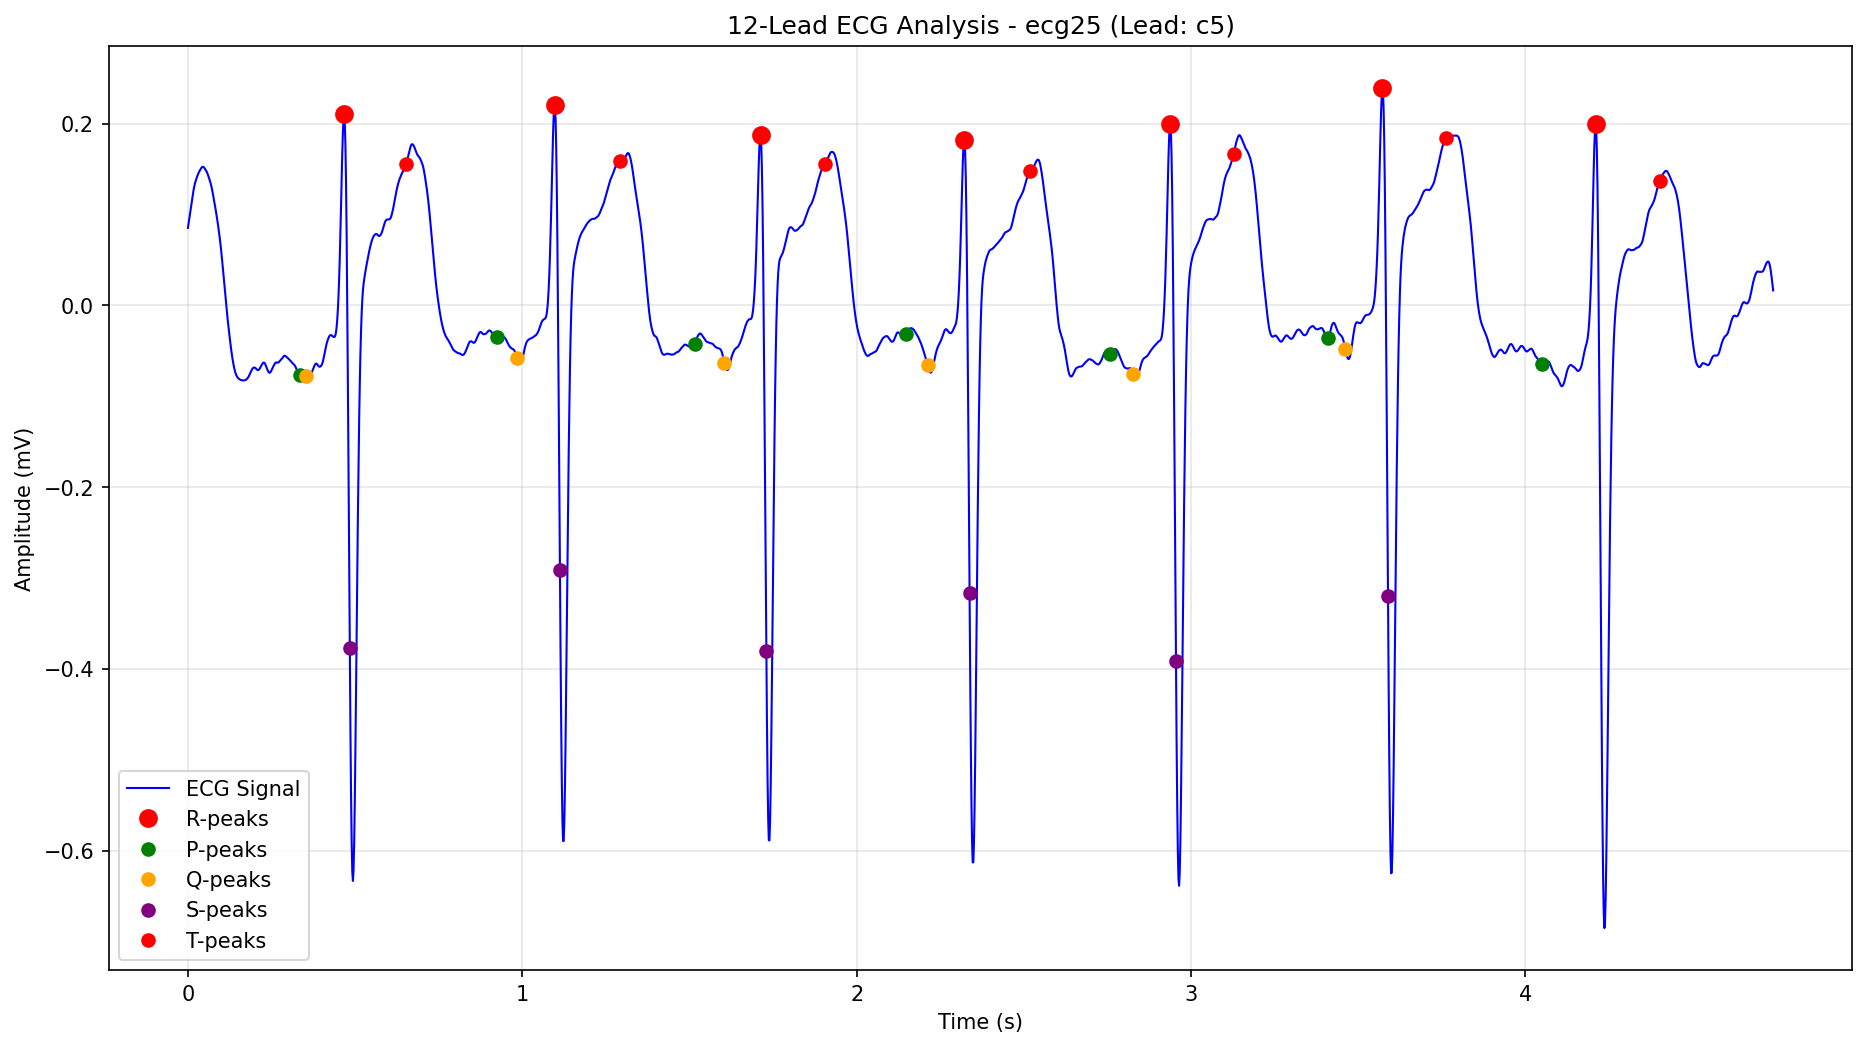 12-Lead ECG Analysis - ecg25 (Lead: c5)
Amplitude (mV)
0.2
0.0
−0.2
−0.4
−0.6
ECG Signal
R-peaks
P-peaks
Q-peaks
S-peaks
T-peaks
0 1 2 3 4
Time (s)